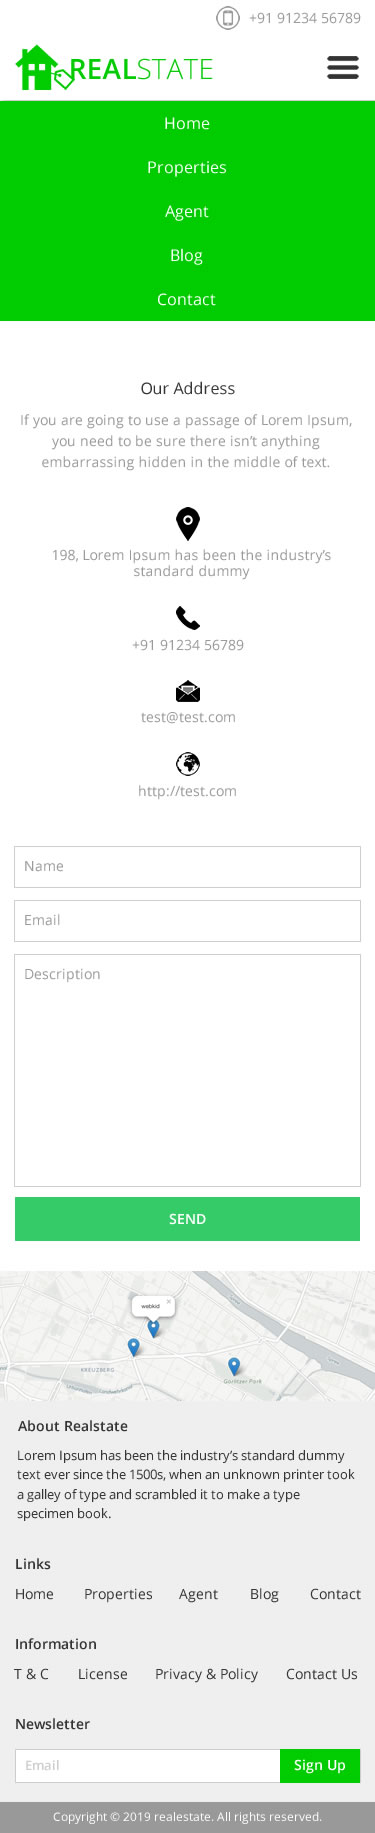 +91 91234 56789
REALSTATE
Home
Properties
Agent
Blog
Contact
Our Address
If you are going to use a passage of Lorem Ipsum,
you need to be sure there isn't anything
embarrassing hidden in the middle of text.
198, Lorem Ipsum has been the industry's
standard dummy
+91 91234 56789
test@test.com
http://test.com
Name
Email
Description
SEND
webkid ×
KREUZBERG
Görlitzer Park
About Realstate
Lorem Ipsum has been the industry's standard dummy
text ever since the 1500s, when an unknown printer took
a galley of type and scrambled it to make a type
specimen book.
Links
Home Properties Agent Blog Contact
Information
T & C License Privacy & Policy Contact Us
Newsletter
Email Sign Up
Copyright © 2019 realestate. All rights reserved.